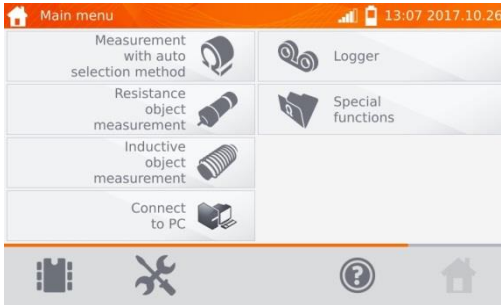 Main menu
13:07 2017.10.26
Measurement
with auto
selection method
Logger
Resistance
object
measurement
Special
functions
Inductive
object
measurement
Connect
to PC